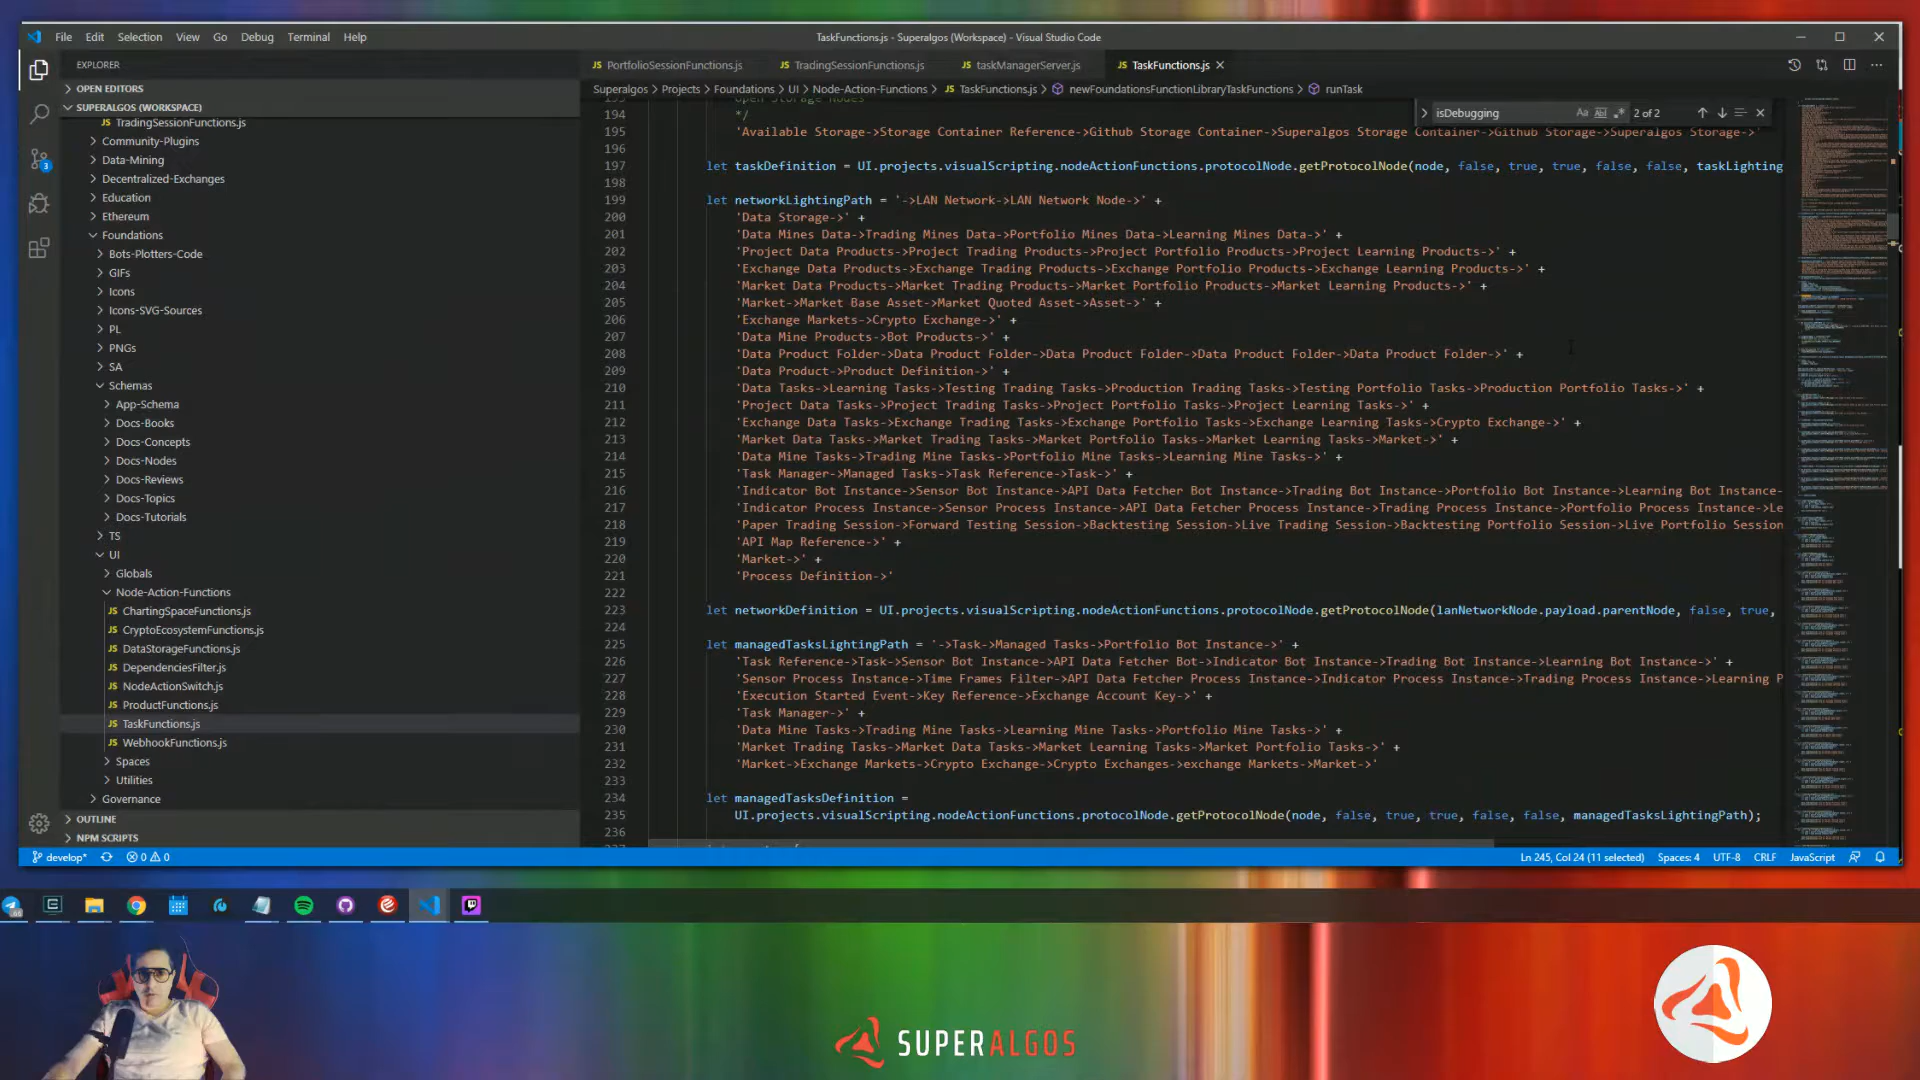 File Edit Selection View Go Debug Terminal Help
TaskFunctions.js - Superalgos (Workspace) - Visual Studio Code
EXPLORER
OPEN EDITORS
SUPERALGOS (WORKSPACE)
JS TradingSessionFunctions.js
Community-Plugins
Data-Mining
Decentralized-Exchanges
Education
Ethereum
Foundations
Bots-Plotters-Code
GIFs
Icons
Icons-SVG-Sources
PL
PNGs
SA
Schemas
App-Schema
Docs-Books
Docs-Concepts
Docs-Nodes
Docs-Reviews
Docs-Topics
Docs-Tutorials
TS
UI
Globals
Node-Action-Functions
JS ChartingSpaceFunctions.js
JS CryptoEcosystemFunctions.js
JS DataStorageFunctions.js
JS DependenciesFilter.js
JS NodeActionSwitch.js
JS ProductFunctions.js
JS TaskFunctions.js
JS WebhookFunctions.js
Spaces
Utilities
Governance
OUTLINE
NPM SCRIPTS
3
JS PortfolioSessionFunctions.js JS TradingSessionFunctions.js JS taskManagerServer.js JS TaskFunctions.js
Superalgos > Projects > Foundations > UI > Node-Action-Functions > JS TaskFunctions.js > newFoundationsFunctionLibraryTaskFunctions > runTask
isDebugging Aa Abl 2 of 2
193 Open Storage Nodes
194 */
195 'Available Storage->Storage Container Reference->Github Storage Container->Superalgos Storage Container->Github Storage->Superalgos Storage->'
196
197 let taskDefinition = UI.projects.visualScripting.nodeActionFunctions.protocolNode.getProtocolNode(node, false, true, true, false, false, taskLighting
198
199 let networkLightingPath = '->LAN Network->LAN Network Node->' +
200 'Data Storage->' +
201 'Data Mines Data->Trading Mines Data->Portfolio Mines Data->Learning Mines Data->' +
202 'Project Data Products->Project Trading Products->Project Portfolio Products->Project Learning Products->' +
203 'Exchange Data Products->Exchange Trading Products->Exchange Portfolio Products->Exchange Learning Products->' +
204 'Market Data Products->Market Trading Products->Market Portfolio Products->Market Learning Products->' +
205 'Market->Market Base Asset->Market Quoted Asset->Asset->' +
206 'Exchange Markets->Crypto Exchange->' +
207 'Data Mine Products->Bot Products->' +
208 'Data Product Folder->Data Product Folder->Data Product Folder->Data Product Folder->Data Product Folder->' +
209 'Data Product->Product Definition->' +
210 'Data Tasks->Learning Tasks->Testing Trading Tasks->Production Trading Tasks->Testing Portfolio Tasks->Production Portfolio Tasks->' +
211 'Project Data Tasks->Project Trading Tasks->Project Portfolio Tasks->Project Learning Tasks->' +
212 'Exchange Data Tasks->Exchange Trading Tasks->Exchange Portfolio Tasks->Exchange Learning Tasks->Crypto Exchange->' +
213 'Market Data Tasks->Market Trading Tasks->Market Portfolio Tasks->Market Learning Tasks->Market->' +
214 'Data Mine Tasks->Trading Mine Tasks->Portfolio Mine Tasks->Learning Mine Tasks->' +
215 'Task Manager->Managed Tasks->Task Reference->Task->' +
216 'Indicator Bot Instance->Sensor Bot Instance->API Data Fetcher Bot Instance->Trading Bot Instance->Portfolio Bot Instance->Learning Bot Instance-
217 'Indicator Process Instance->Sensor Process Instance->API Data Fetcher Process Instance->Trading Process Instance->Portfolio Process Instance->Le
218 'Paper Trading Session->Forward Testing Session->Backtesting Session->Live Trading Session->Backtesting Portfolio Session->Live Portfolio Session
219 'API Map Reference->' +
220 'Market->' +
221 'Process Definition->'
222
223 let networkDefinition = UI.projects.visualScripting.nodeActionFunctions.protocolNode.getProtocolNode(lanNetworkNode.payload.parentNode, false, true,
224
225 let managedTasksLightingPath = '->Task->Managed Tasks->Portfolio Bot Instance->' +
226 'Task Reference->Task->Sensor Bot Instance->API Data Fetcher Bot->Indicator Bot Instance->Trading Bot Instance->Learning Bot Instance->' +
227 'Sensor Process Instance->Time Frames Filter->API Data Fetcher Process Instance->Indicator Process Instance->Trading Process Instance->Learning P
228 'Execution Started Event->Key Reference->Exchange Account Key->' +
229 'Task Manager->' +
230 'Data Mine Tasks->Trading Mine Tasks->Learning Mine Tasks->Portfolio Mine Tasks->' +
231 'Market Trading Tasks->Market Data Tasks->Market Learning Tasks->Market Portfolio Tasks->' +
232 'Market->Exchange Markets->Crypto Exchange->Crypto Exchanges->exchange Markets->Market->'
233
234 let managedTasksDefinition =
235 UI.projects.visualScripting.nodeActionFunctions.protocolNode.getProtocolNode(node, false, true, true, false, false, managedTasksLightingPath);
236
develop* 0 0 Ln 245, Col 24 (11 selected) Spaces: 4 UTF-8 CRLF JavaScript
SUPERALGOS